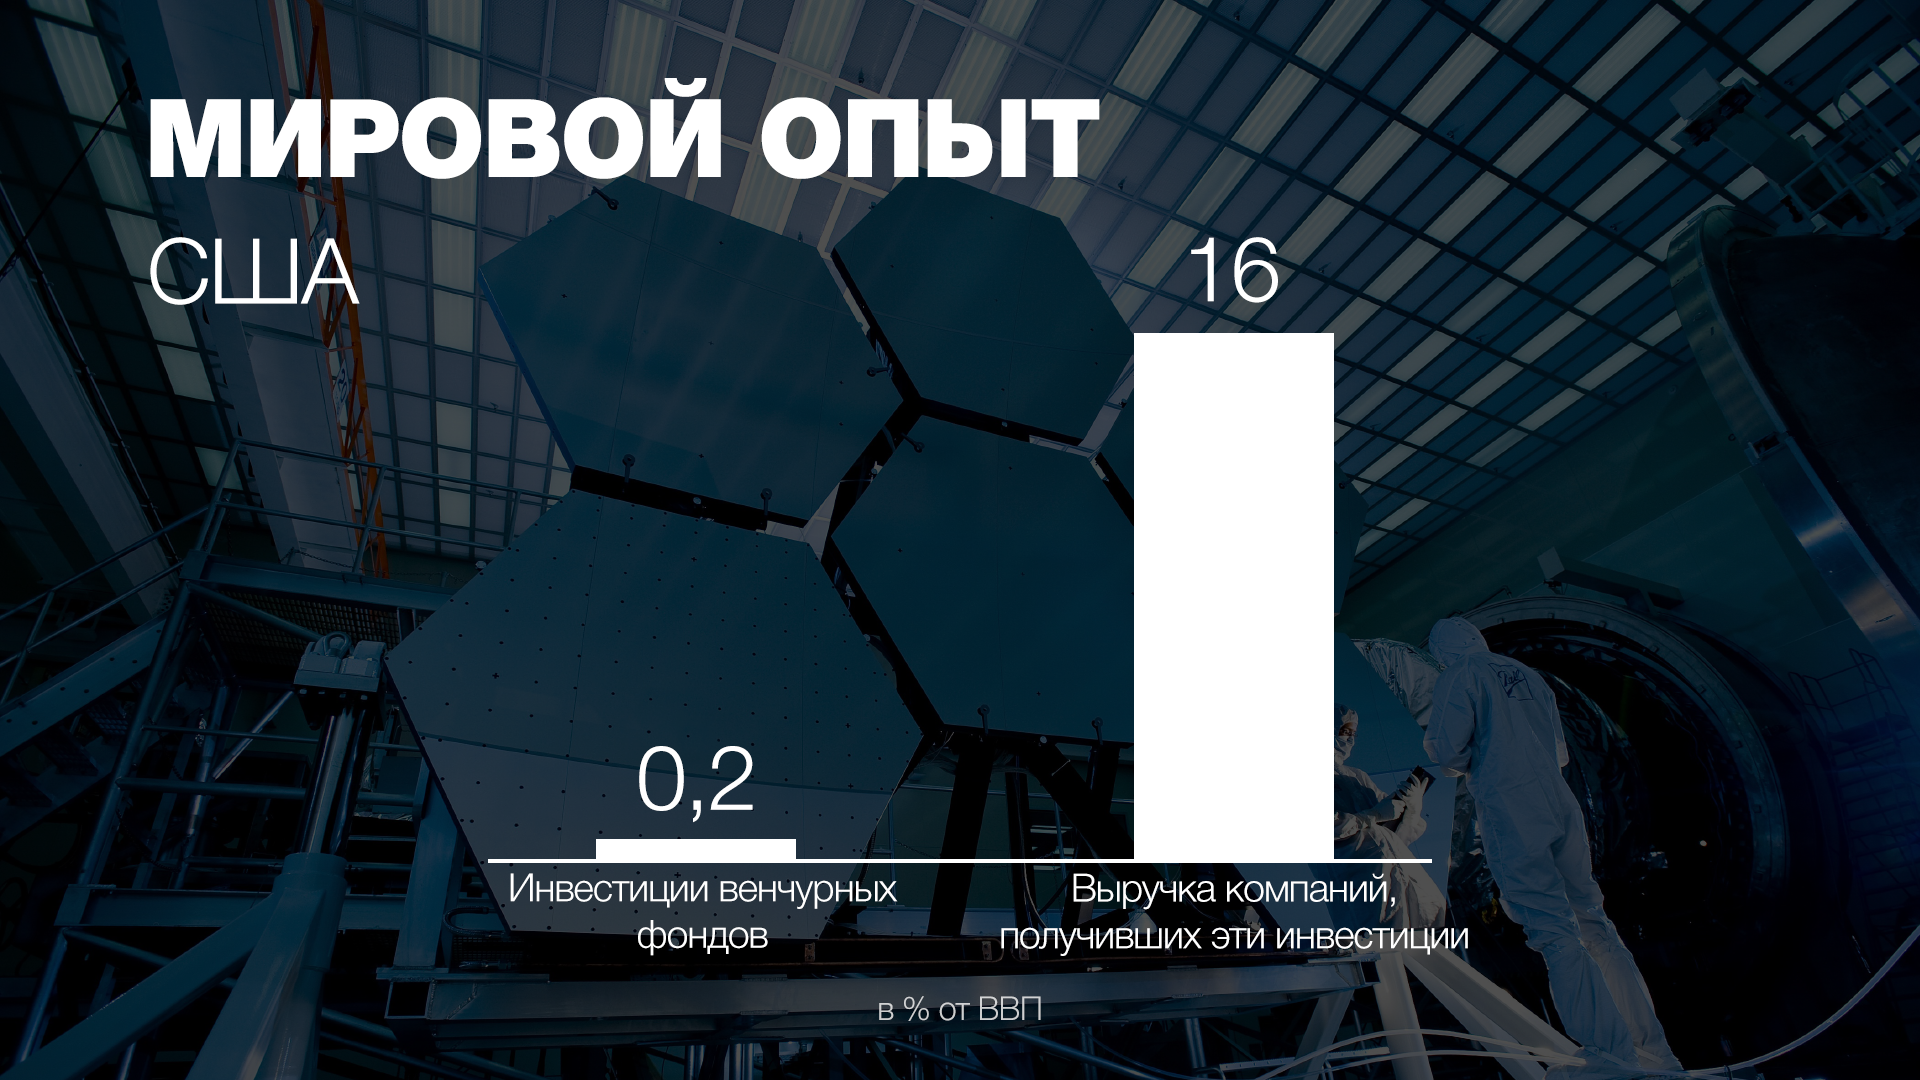 МИРОВОЙ ОПЫТ
США
16
0,2
Инвестиции венчурных
фондов
Выручка компаний,
получивших эти инвестиции
в % от ВВП